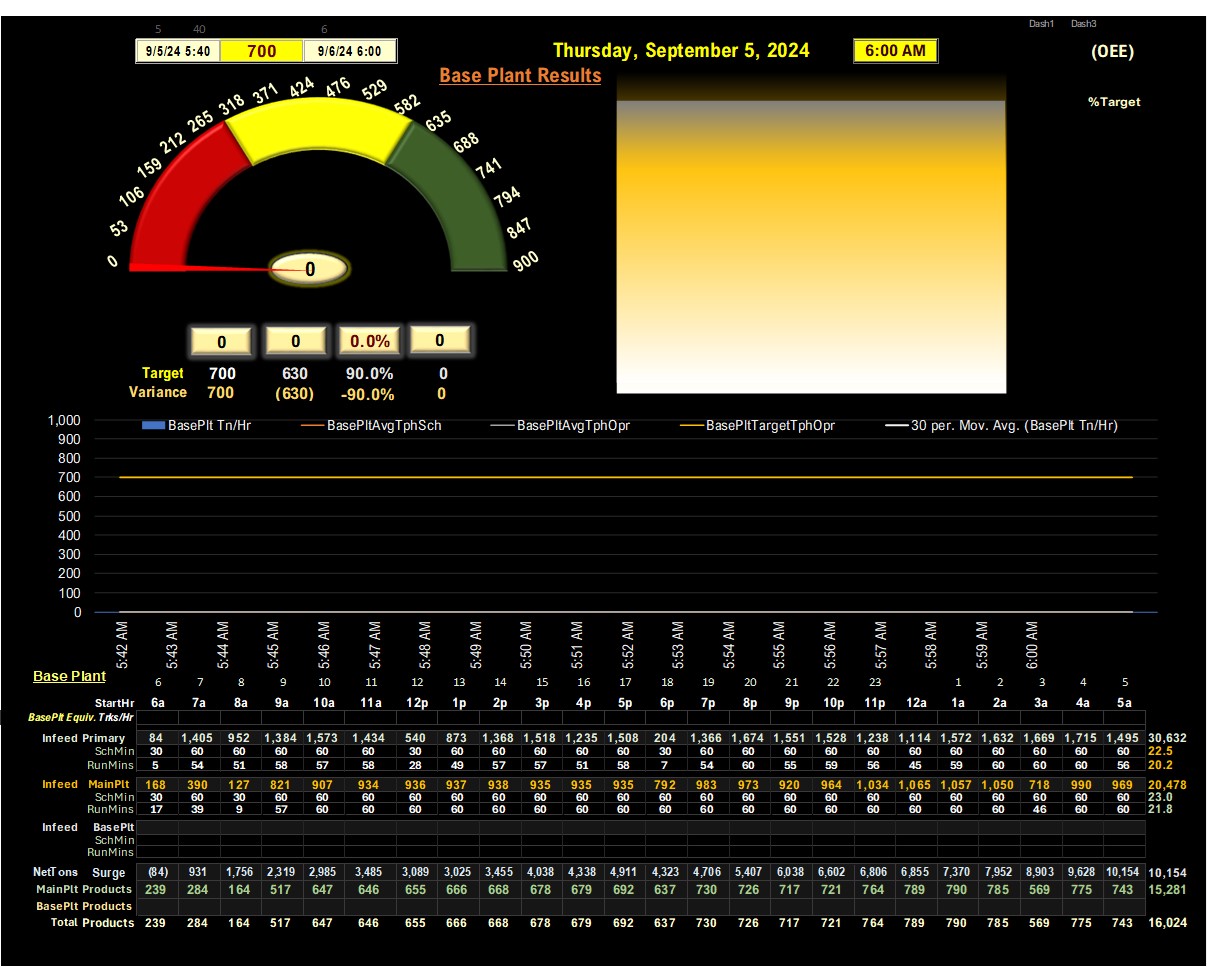 Dash1 Dash3
5 40 6
9/5/24 5:40 700 9/6/24 6:00 Thursday, September 5, 2024 6:00 AM (OEE)
Base Plant Results
%Target
0 53 106 159 212 265 318 371 424 476 529 582 635 688 741 794 847 900
0
0 0 0.0% 0
Target 700 630 90.0% 0
Variance 700 (630) -90.0% 0
BasePlt Tn/Hr BasePltAvgTphSch BasePltAvgTphOpr BasePltTargetTphOpr 30 per. Mov. Avg. (BasePlt Tn/Hr)
1,000
900
800
700
600
500
400
300
200
100
0
5:42 AM 5:43 AM 5:44 AM 5:45 AM 5:46 AM 5:47 AM 5:48 AM 5:49 AM 5:50 AM 5:51 AM 5:52 AM 5:53 AM 5:54 AM 5:55 AM 5:56 AM 5:57 AM 5:58 AM 5:59 AM 6:00 AM
Base Plant
6 7 8 9 10 11 12 13 14 15 16 17 18 19 20 21 22 23 1 2 3 4 5
StartHr 6a 7a 8a 9a 10a 11a 12p 1p 2p 3p 4p 5p 6p 7p 8p 9p 10p 11p 12a 1a 2a 3a 4a 5a
BasePlt Equiv. Trks/Hr
Infeed Primary 84 1,405 952 1,384 1,573 1,434 540 873 1,368 1,518 1,235 1,508 204 1,366 1,674 1,551 1,528 1,238 1,114 1,572 1,632 1,669 1,715 1,495 30,632
SchMin 30 60 60 60 60 60 30 60 60 60 60 60 30 60 60 60 60 60 60 60 60 60 60 60 22.5
RunMins 5 54 51 58 57 58 28 49 57 57 51 58 7 54 60 55 59 56 45 59 60 60 60 56 20.2
Infeed MainPlt 168 390 127 821 907 934 936 937 938 935 935 935 792 983 973 920 964 1,034 1,065 1,057 1,050 718 990 969 20,478
SchMin 30 60 30 60 60 60 60 60 60 60 60 60 60 60 60 60 60 60 60 60 60 60 60 60 23.0
RunMins 17 39 9 57 60 60 60 60 60 60 60 60 60 60 60 60 60 60 60 60 60 46 60 60 21.8
Infeed BasePlt
SchMin
RunMins
NetTons Surge (84) 931 1,756 2,319 2,985 3,485 3,089 3,025 3,455 4,038 4,338 4,911 4,323 4,706 5,407 6,038 6,602 6,806 6,855 7,370 7,952 8,903 9,628 10,154 10,154
MainPlt Products 239 284 164 517 647 646 655 666 668 678 679 692 637 730 726 717 721 764 789 790 785 569 775 743 15,281
BasePlt Products
Total Products 239 284 164 517 647 646 655 666 668 678 679 692 637 730 726 717 721 764 789 790 785 569 775 743 16,024